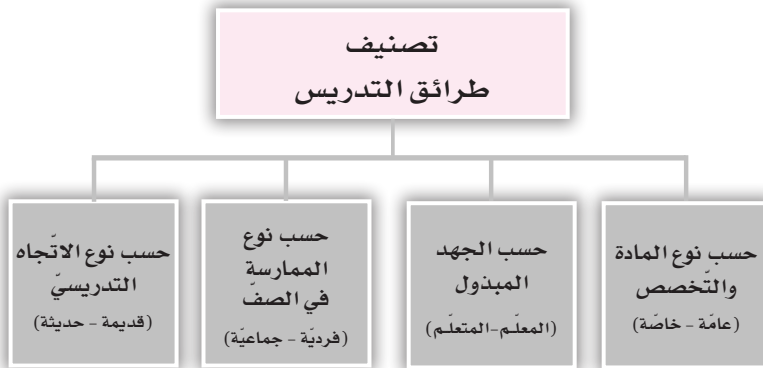 تصنيف
طرائق التدريس
حسب نوع المادة
والتّخصص
(عامّة - خاصّة)
حسب الجهد
المبذول
(المعلّم-المتعلّم)
حسب نوع
الممارسة
في الصفّ
(فرديّة - جماعيّة)
حسب نوع الاتّجاه
التدريسيّ
(قديمة - حديثة)